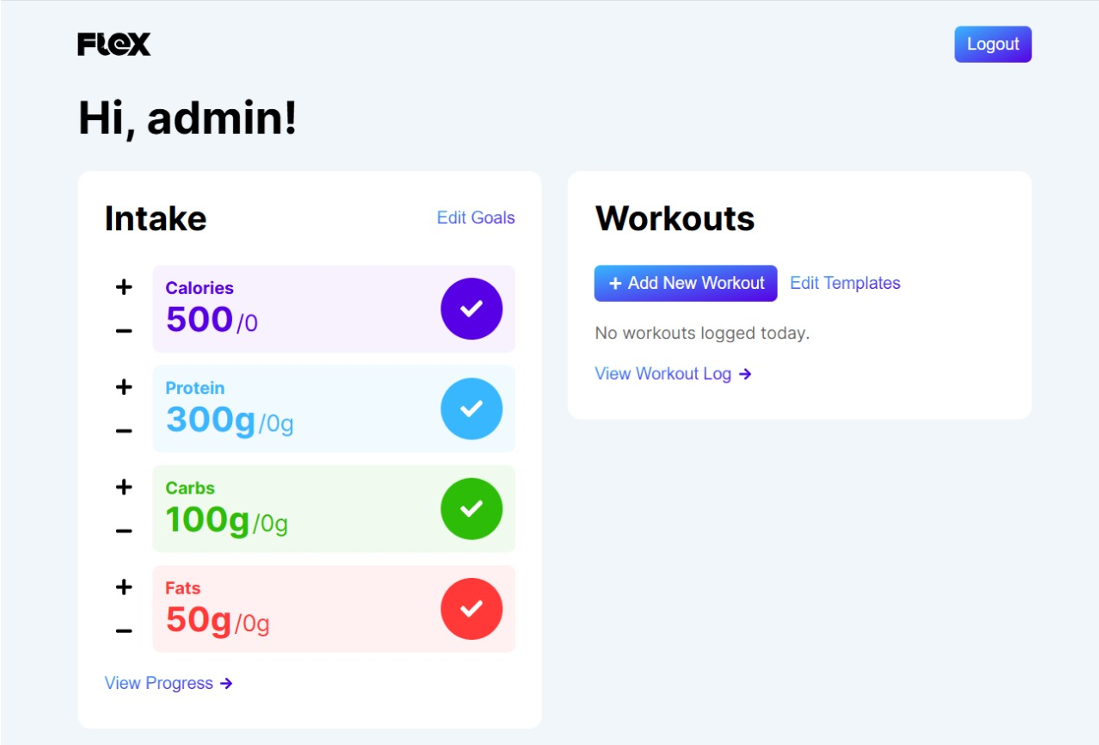 FLeX
Logout
Hi, admin!
Intake
Edit Goals
Calories
500/0
Protein
300g/0g
Carbs
100g/0g
Fats
50g/0g
View Progress →
Workouts
+ Add New Workout
Edit Templates
No workouts logged today.
View Workout Log →